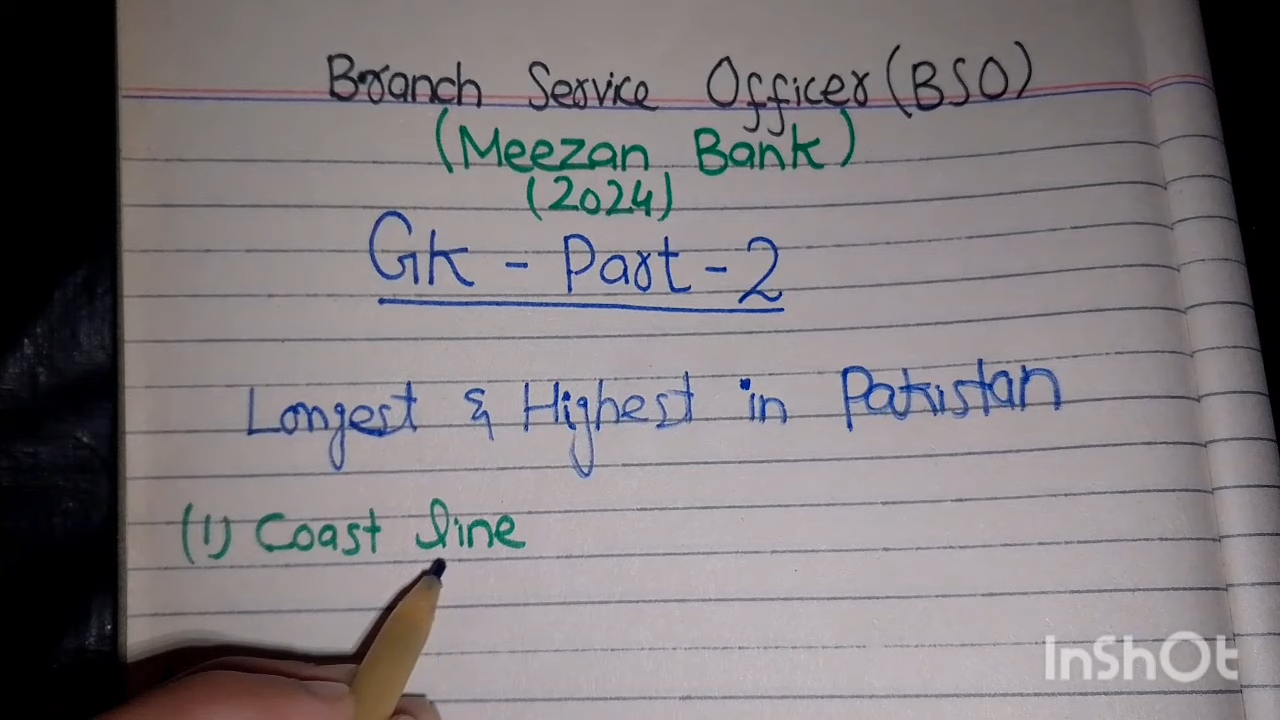 Branch Service Officer (BSO)
(Meezan Bank)
(2024)
GK - Part - 2
Longest & Highest in Pakistan
(1) Coast line
InShOt